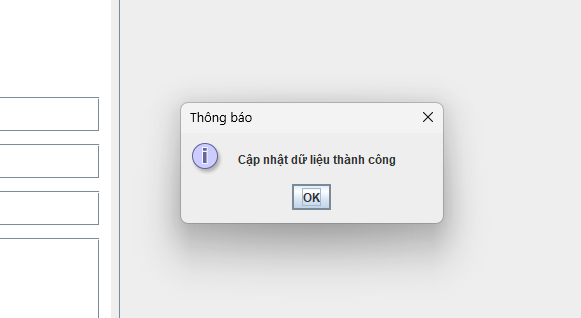 Thông báo
Cập nhật dữ liệu thành công
OK